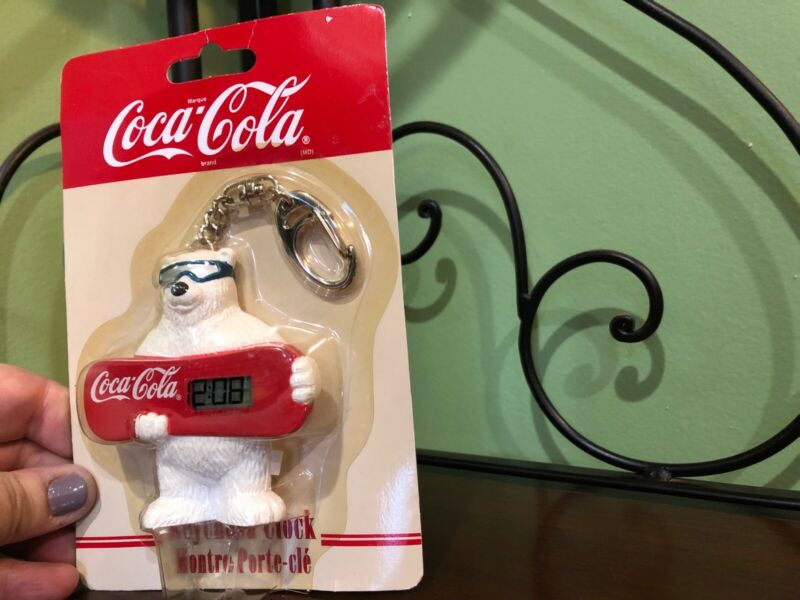 Marque
Coca-Cola®
brand
(MD)
Coca-Cola®
2:08
Keychain Clock
Montre Porte-clé